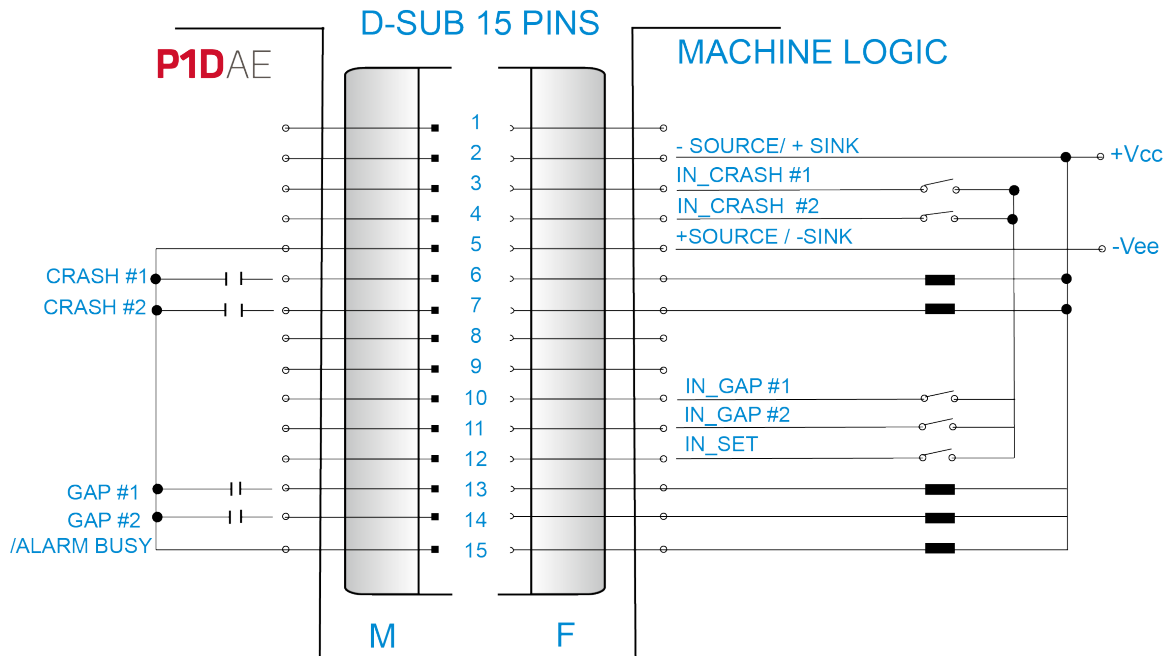 D-SUB 15 PINS
P1DAE
MACHINE LOGIC
1
2
- SOURCE/ + SINK
+Vcc
3
IN_CRASH #1
4
IN_CRASH #2
5
+SOURCE / -SINK
-Vee
CRASH #1
6
CRASH #2
7
8
9
10
IN_GAP #1
11
IN_GAP #2
12
IN_SET
GAP #1
13
GAP #2
14
/ALARM BUSY
15
M
F